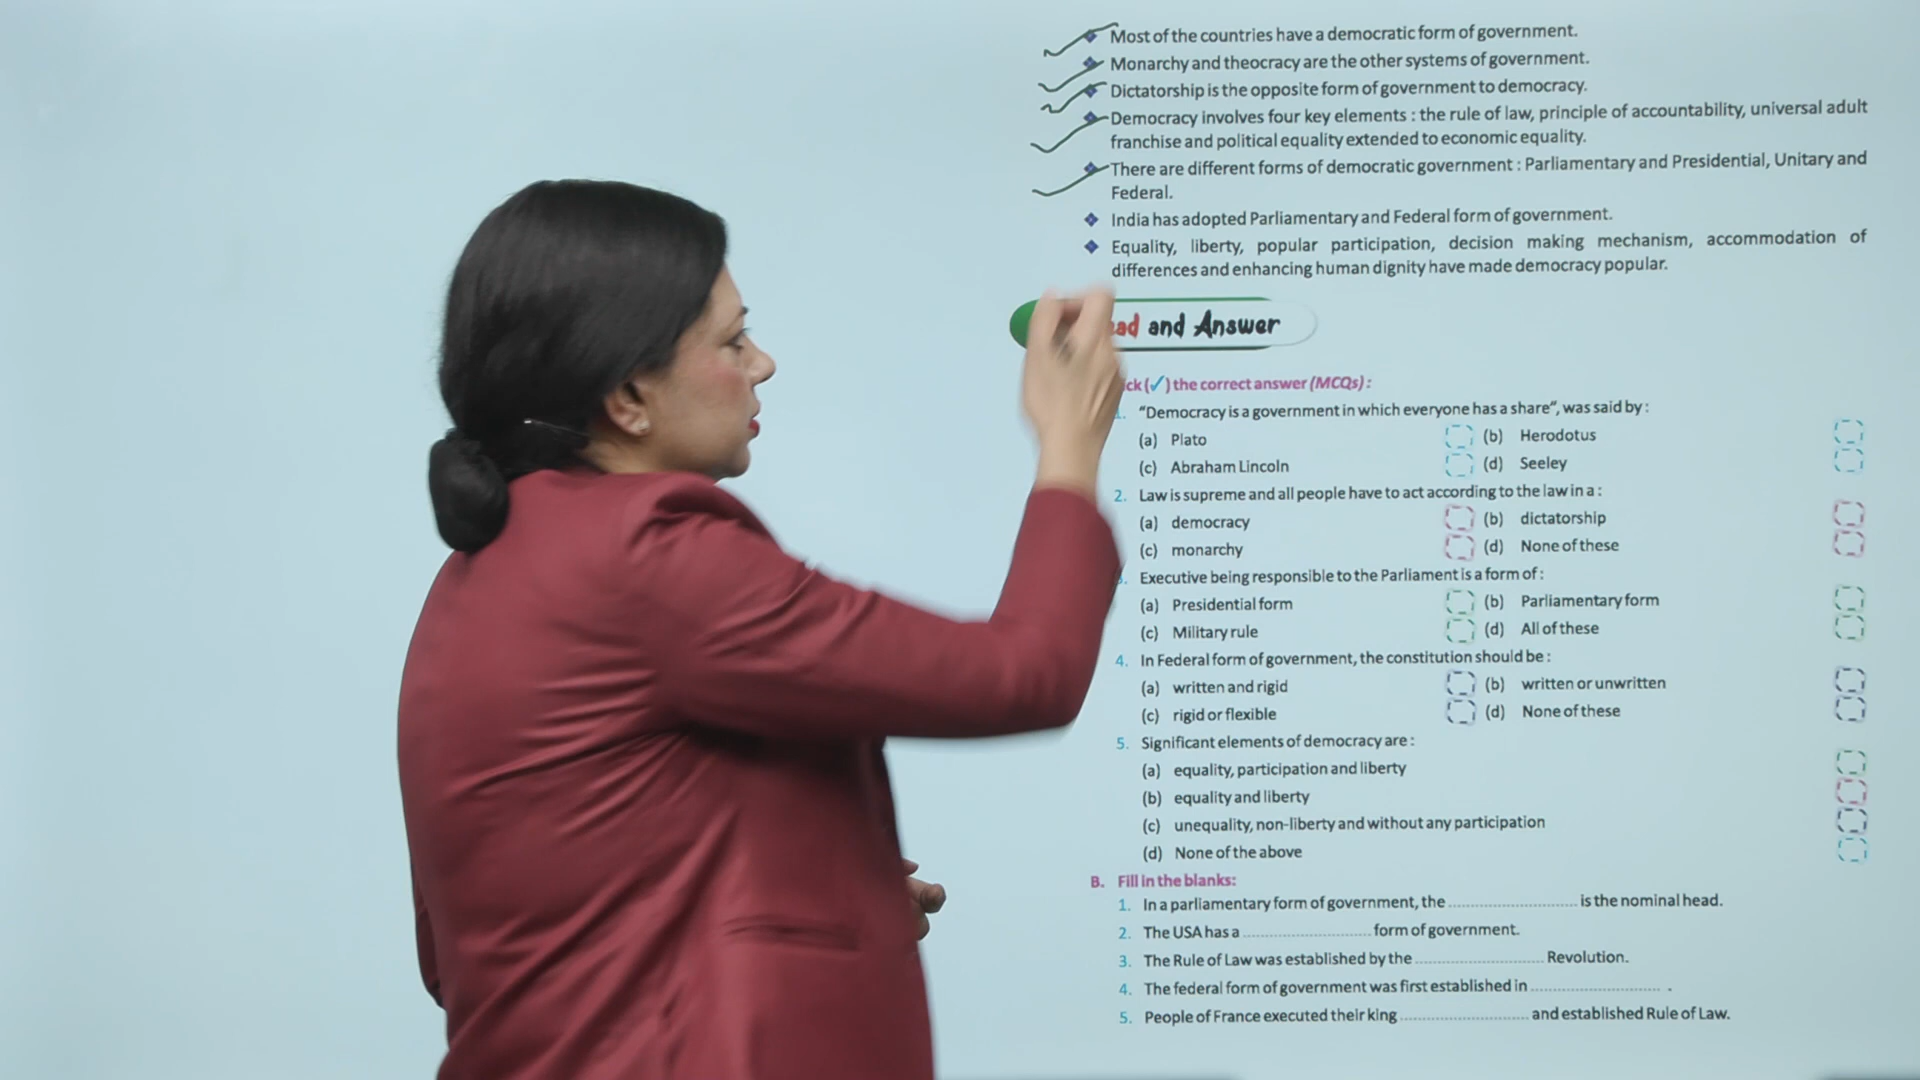 Most of the countries have a democratic form of government.
Monarchy and theocracy are the other systems of government.
Dictatorship is the opposite form of government to democracy.
Democracy involves four key elements : the rule of law, principle of accountability, universal adult
franchise and political equality extended to economic equality.
There are different forms of democratic government : Parliamentary and Presidential, Unitary and
Federal.
India has adopted Parliamentary and Federal form of government.
Equality, liberty, popular participation, decision making mechanism, accommodation of
differences and enhancing human dignity have made democracy popular.
and Answer
(✓) the correct answer (MCQs) :
1. “Democracy is a government in which everyone has a share”, was said by :
(a) Plato (b) Herodotus
(c) Abraham Lincoln (d) Seeley
2. Law is supreme and all people have to act according to the law in a :
(a) democracy (b) dictatorship
(c) monarchy (d) None of these
Executive being responsible to the Parliament is a form of :
(a) Presidential form (b) Parliamentary form
(c) Military rule (d) All of these
4. In Federal form of government, the constitution should be :
(a) written and rigid (b) written or unwritten
(c) rigid or flexible (d) None of these
5. Significant elements of democracy are :
(a) equality, participation and liberty
(b) equality and liberty
(c) unequality, non-liberty and without any participation
(d) None of the above
B. Fill in the blanks:
1. In a parliamentary form of government, the ............................ is the nominal head.
2. The USA has a ............................ form of government.
3. The Rule of Law was established by the ............................ Revolution.
4. The federal form of government was first established in ............................ .
5. People of France executed their king ............................ and established Rule of Law.